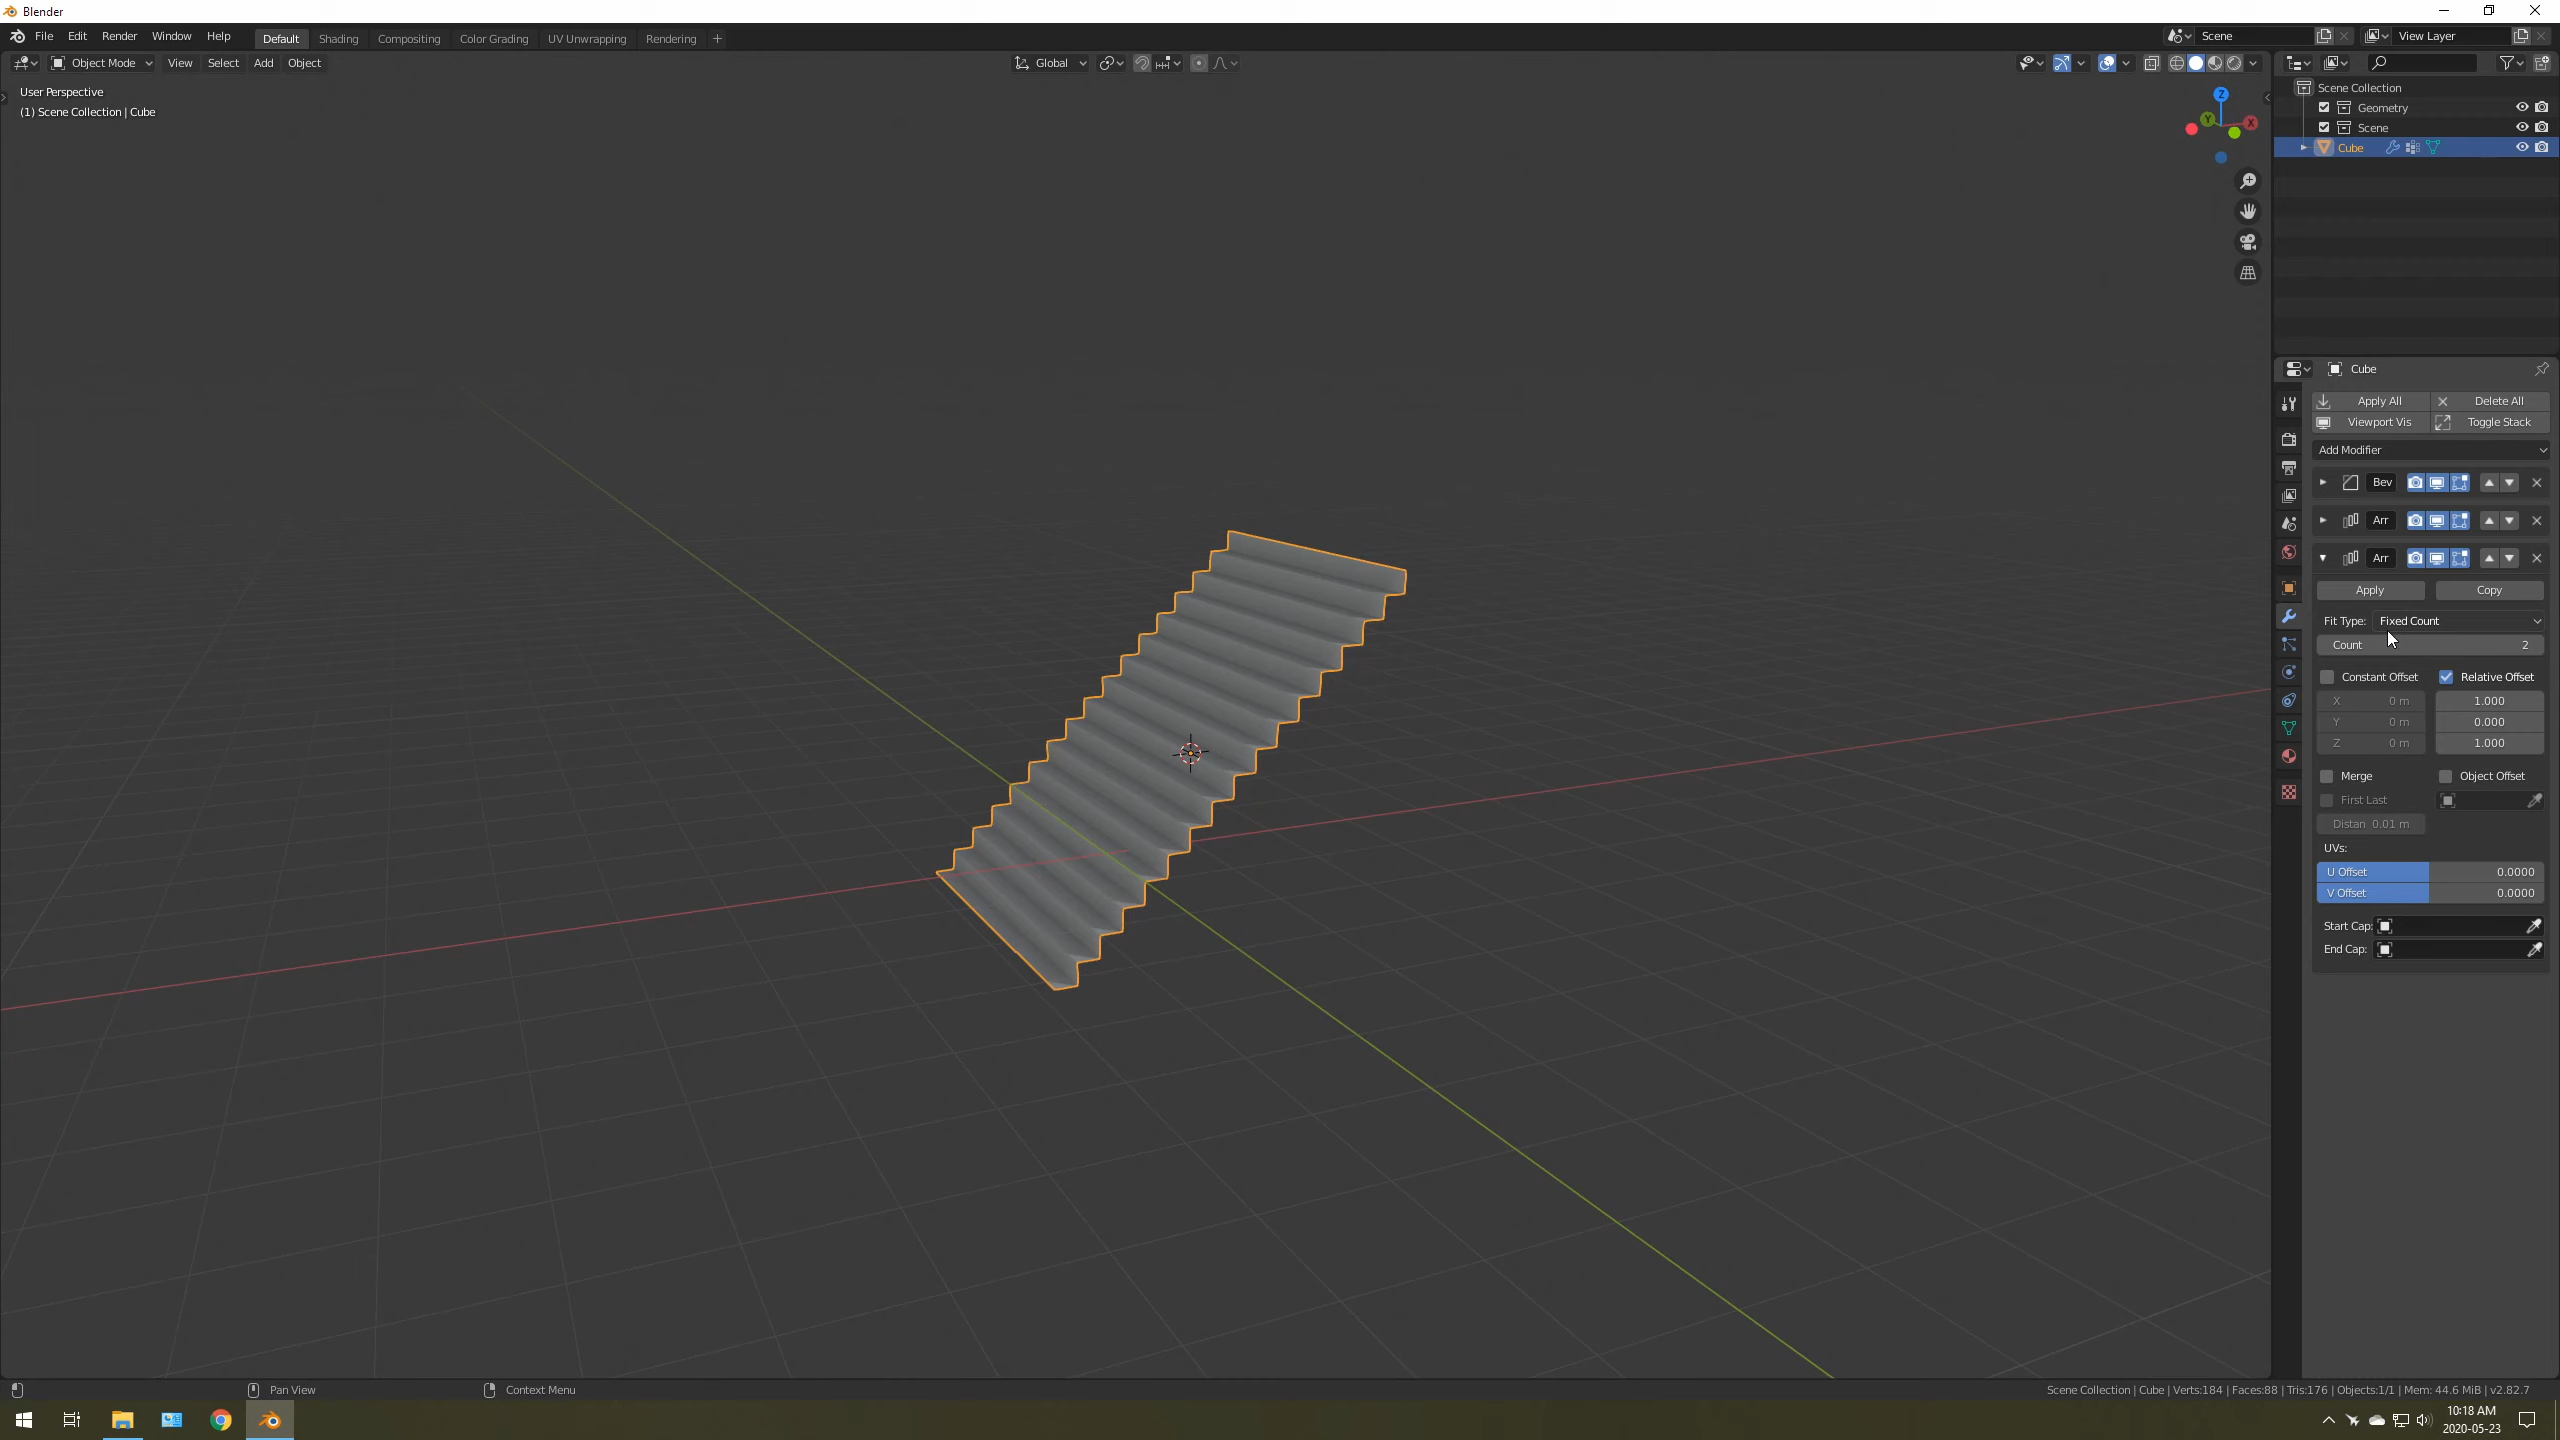 Blender
File Edit Render Window Help Default Shading Compositing Color Grading UV Unwrapping Rendering + Scene View Layer
Object Mode View Select Add Object Global
User Perspective
(1) Scene Collection | Cube
Z
Y X
Scene Collection
Geometry
Scene
Cube
Cube
Apply All Delete All
Viewport Vis Toggle Stack
Add Modifier
Bev
Arr
Arr
Apply Copy
Fit Type: Fixed Count
Count 2
Constant Offset Relative Offset
X 0 m 1.000
Y 0 m 0.000
Z 0 m 1.000
Merge Object Offset
First Last
Distan 0.01 m
UVs:
U Offset 0.0000
V Offset 0.0000
Start Cap:
End Cap:
Pan View Context Menu Scene Collection | Cube | Verts:184 | Faces:88 | Tris:176 | Objects:1/1 | Mem: 44.6 MiB | v2.82.7
10:18 AM
2020-05-23